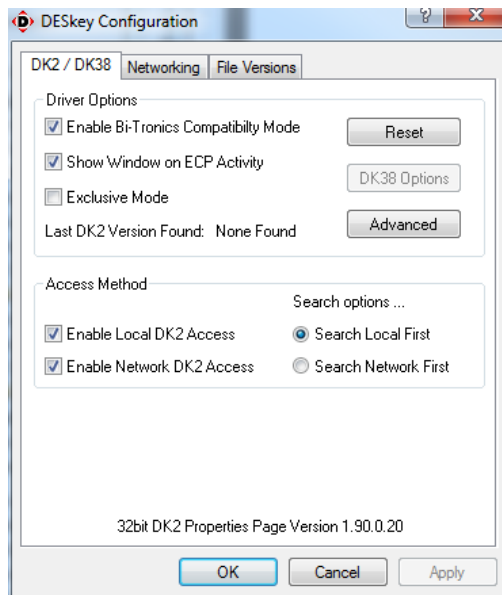 DESkey Configuration
?
DK2 / DK38 Networking File Versions
Driver Options
Enable Bi-Tronics Compatibilty Mode
Reset
Show Window on ECP Activity
DK38 Options
Exclusive Mode
Last DK2 Version Found: None Found
Advanced
Access Method
Search options ...
Enable Local DK2 Access
Search Local First
Enable Network DK2 Access
Search Network First
32bit DK2 Properties Page Version 1.90.0.20
OK Cancel Apply